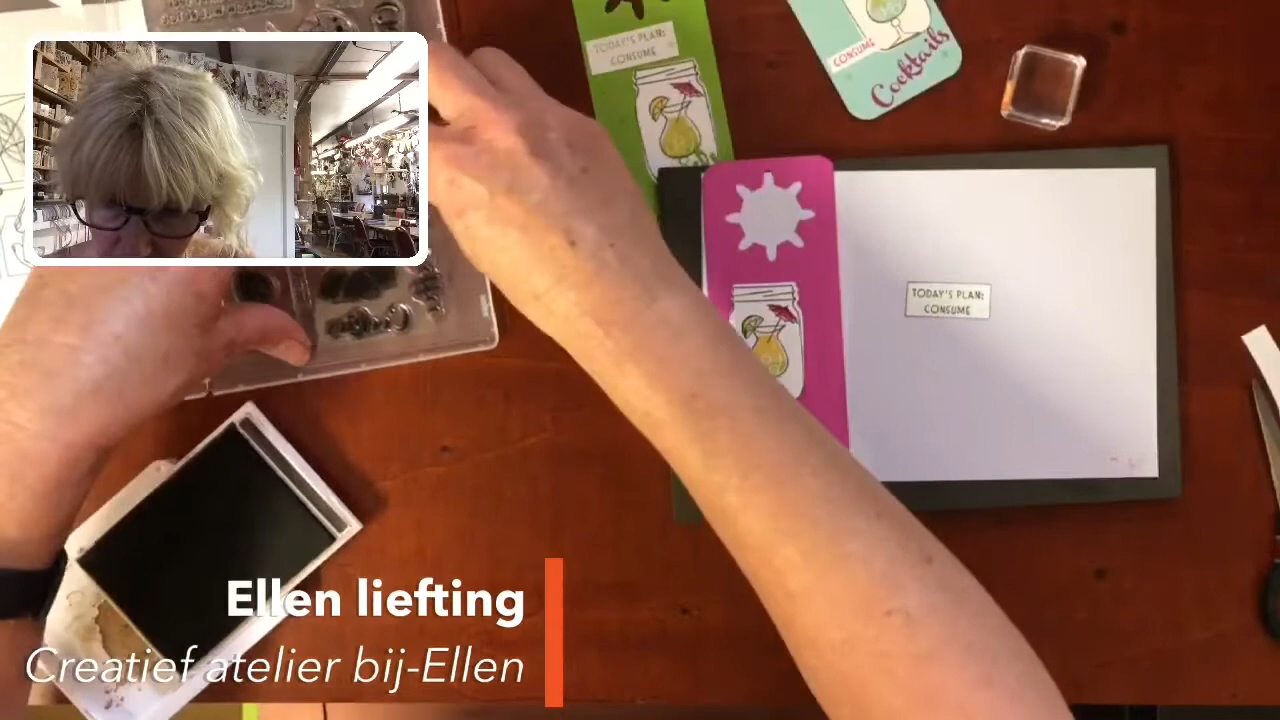 TODAY'S PLAN:
CONSUME
CONSUME
Cocktails
TODAY'S PLAN:
CONSUME
Ellen liefting
Creatief atelier bij-Ellen